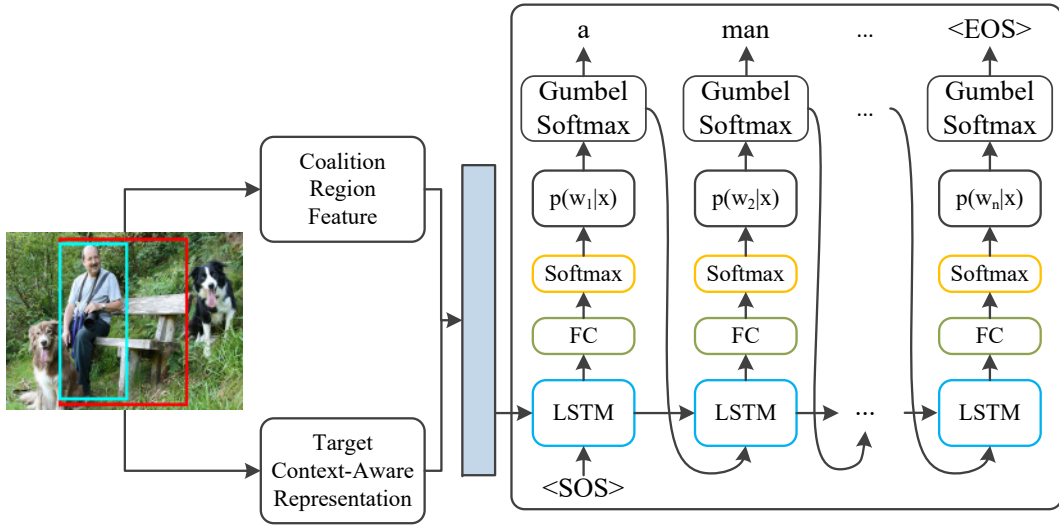 a man ... <EOS>
Gumbel Gumbel Gumbel
Softmax Softmax ... Softmax
Coalition
Region
Feature
p(w₁|x) p(w₂|x) p(wₙ|x)
Softmax Softmax Softmax
FC FC FC
LSTM LSTM ... LSTM
Target
Context-Aware
Representation
<SOS>